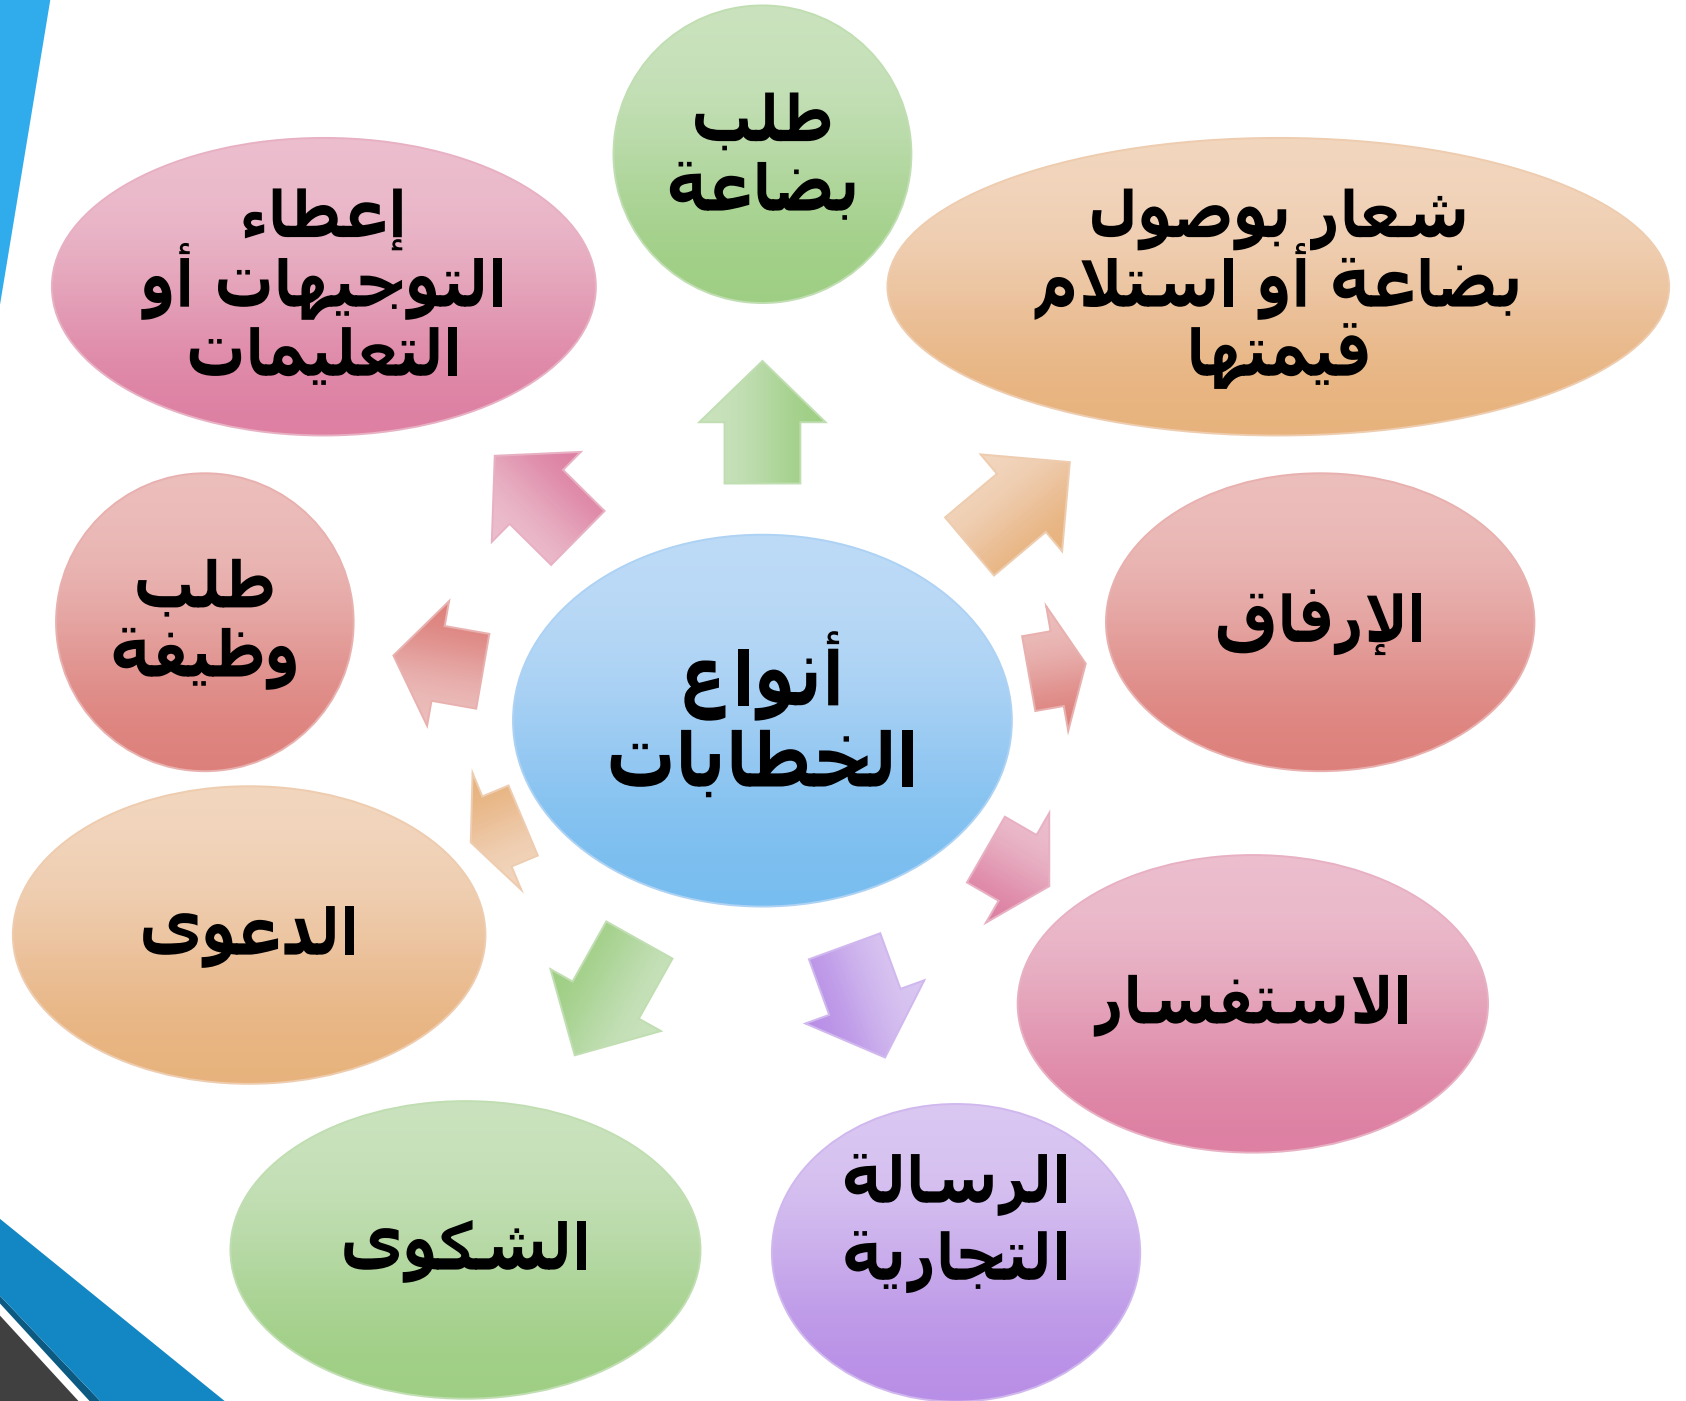 طلب
بضاعة
شعار بوصول
بضاعة أو استلام
قيمتها
الإرفاق
الاستفسار
الرسالة
التجارية
الشكوى
الدعوى
طلب
وظيفة
إعطاء
التوجيهات أو
التعليمات
أنواع
الخطابات